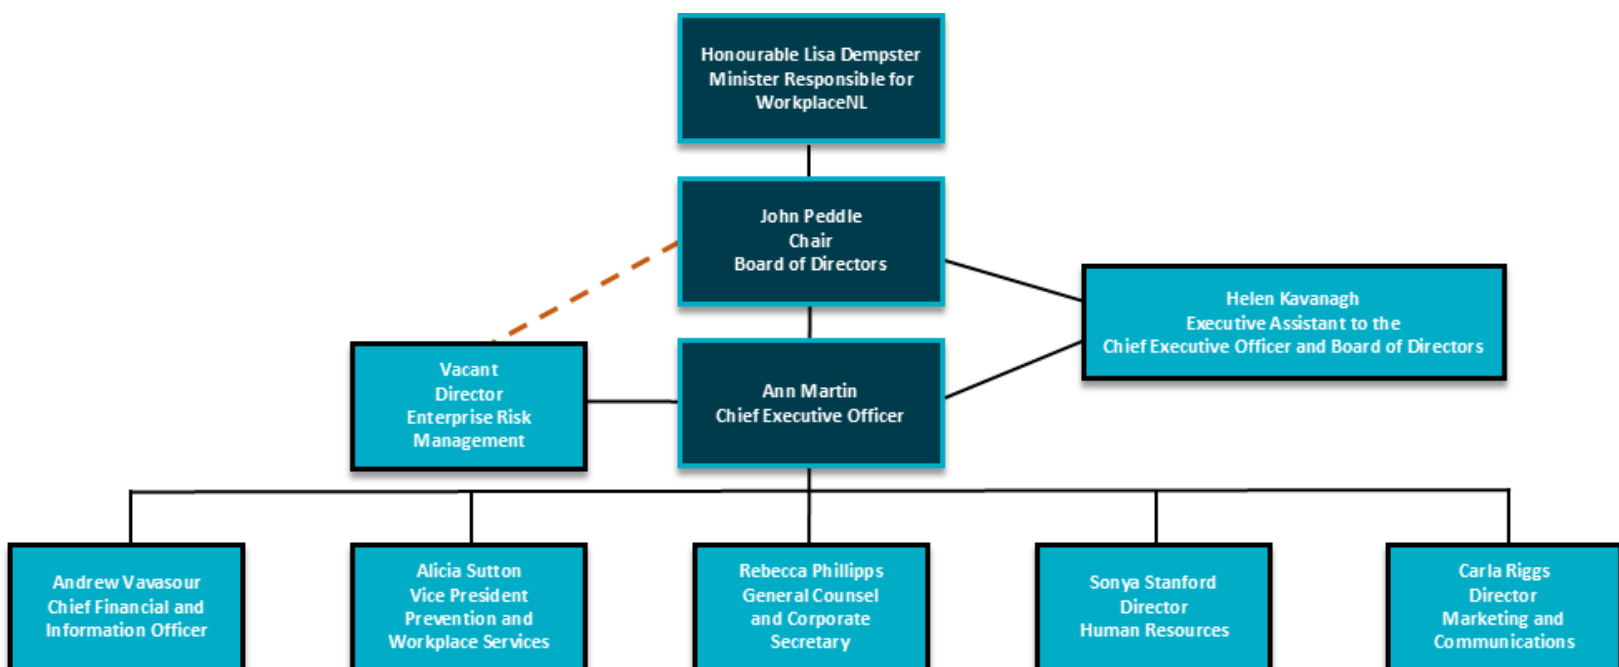 Honourable Lisa Dempster
Minister Responsible for
WorkplaceNL
John Peddle
Chair
Board of Directors
Helen Kavanagh
Executive Assistant to the
Chief Executive Officer and Board of Directors
Vacant
Director
Enterprise Risk
Management
Ann Martin
Chief Executive Officer
Andrew Vavasour
Chief Financial and
Information Officer
Alicia Sutton
Vice President
Prevention and
Workplace Services
Rebecca Phillipps
General Counsel
and Corporate
Secretary
Sonya Stanford
Director
Human Resources
Carla Riggs
Director
Marketing and
Communications